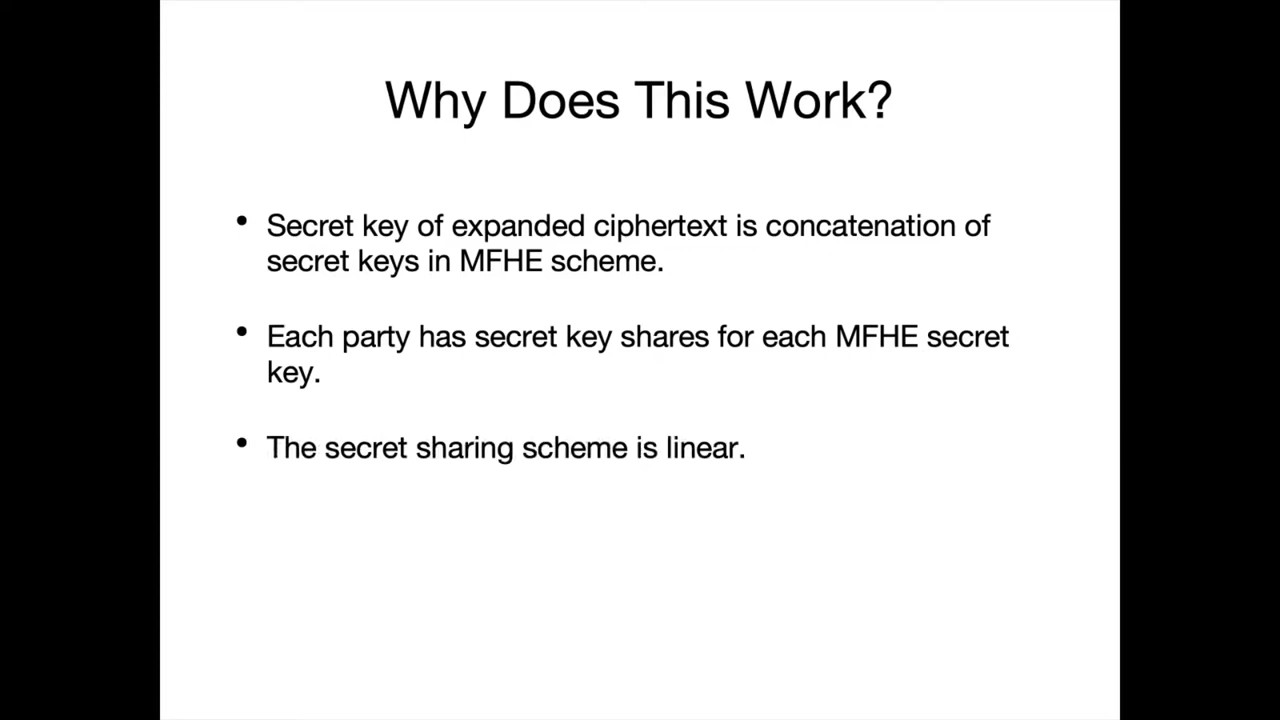 Why Does This Work?
• Secret key of expanded ciphertext is concatenation of
secret keys in MFHE scheme.
• Each party has secret key shares for each MFHE secret
key.
• The secret sharing scheme is linear.